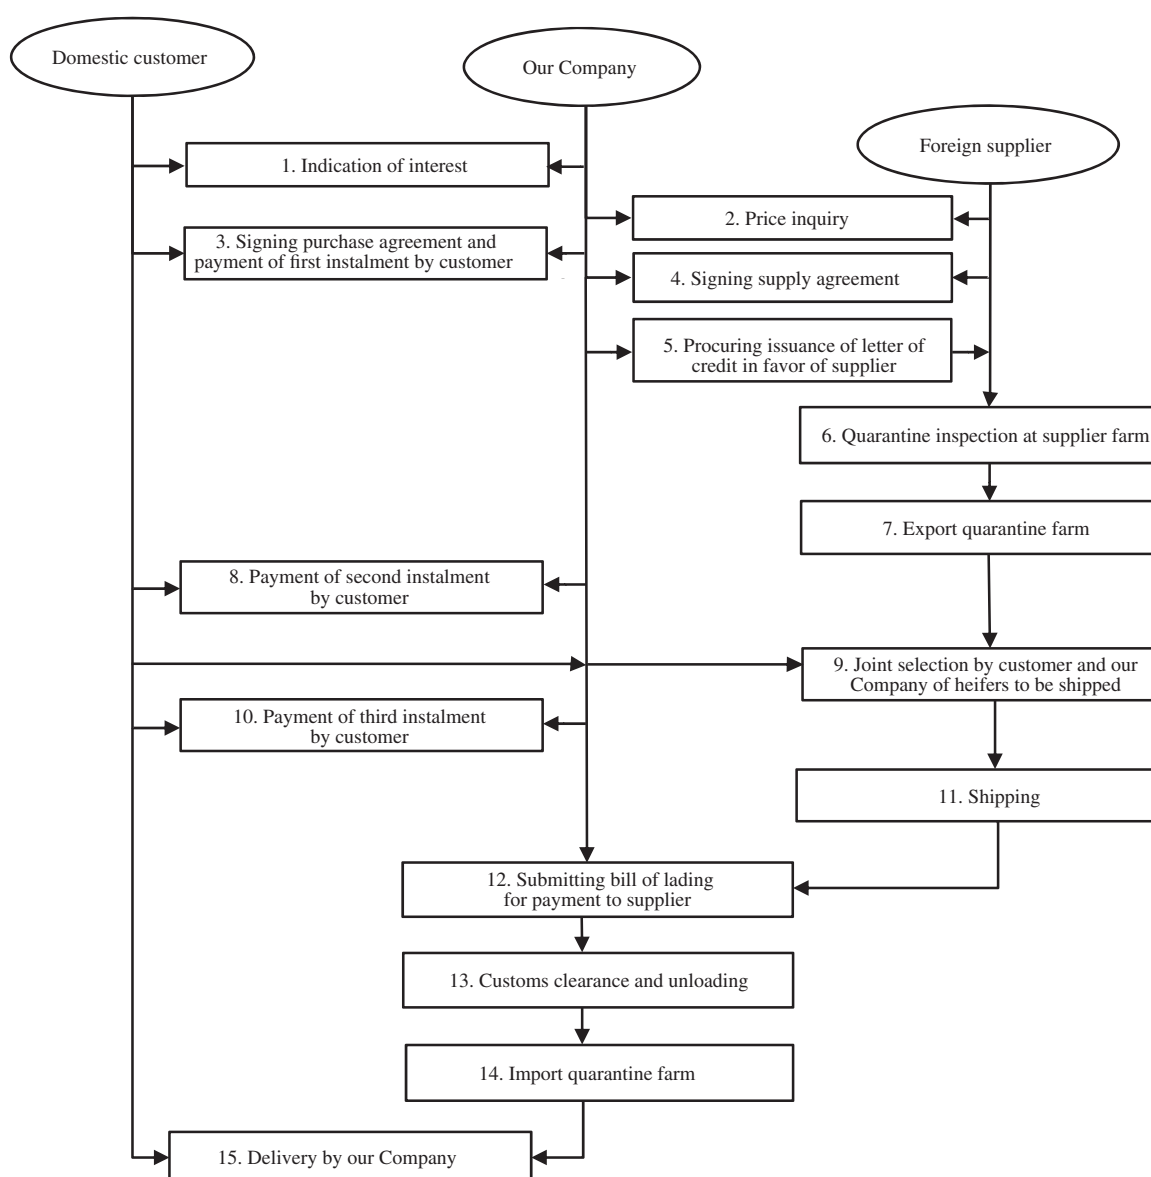 Domestic customer
Our Company
Foreign supplier
1. Indication of interest
2. Price inquiry
3. Signing purchase agreement and
payment of first instalment by customer
4. Signing supply agreement
5. Procuring issuance of letter of
credit in favor of supplier
6. Quarantine inspection at supplier farm
7. Export quarantine farm
8. Payment of second instalment
by customer
9. Joint selection by customer and our
Company of heifers to be shipped
10. Payment of third instalment
by customer
11. Shipping
12. Submitting bill of lading
for payment to supplier
13. Customs clearance and unloading
14. Import quarantine farm
15. Delivery by our Company